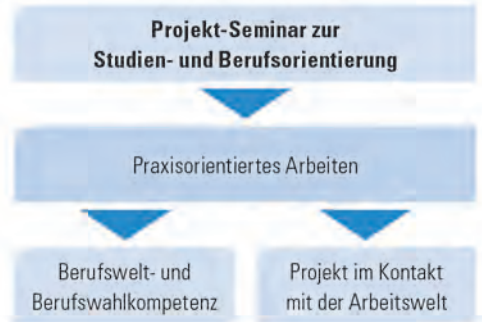 Projekt-Seminar zur
Studien- und Berufsorientierung
Praxisorientiertes Arbeiten
Berufswelt- und
Berufswahlkompetenz
Projekt im Kontakt
mit der Arbeitswelt